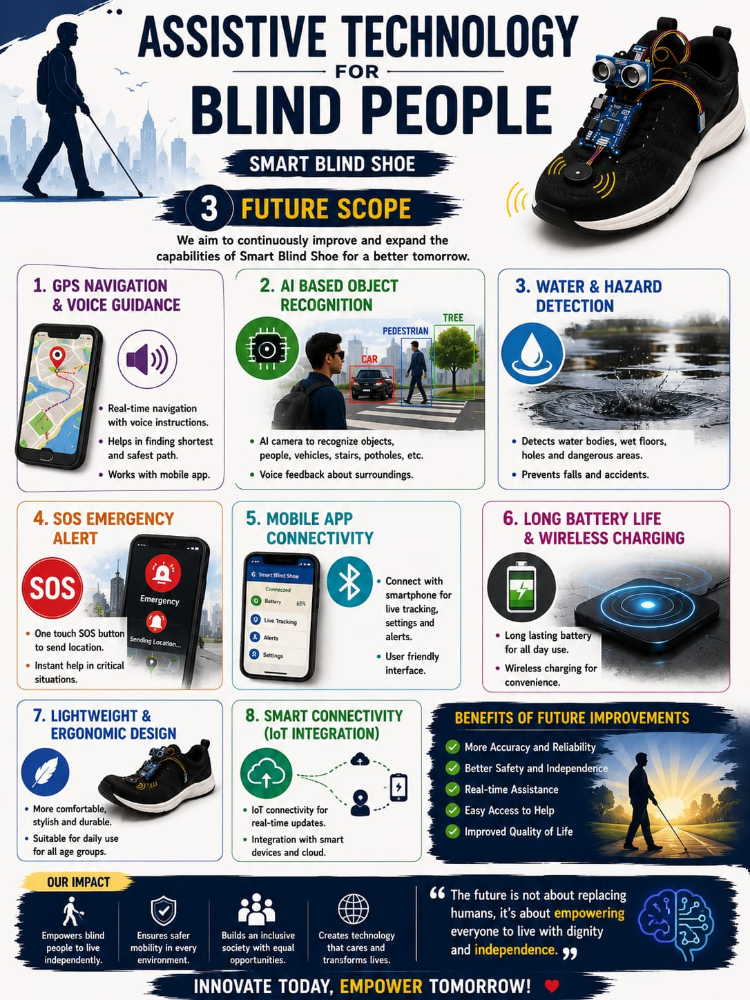 ASSISTIVE TECHNOLOGY
FOR
BLIND PEOPLE
SMART BLIND SHOE
3 FUTURE SCOPE
We aim to continuously improve and expand the
capabilities of Smart Blind Shoe for a better tomorrow.
1. GPS NAVIGATION
& VOICE GUIDANCE
• Real-time navigation
with voice instructions.
• Helps in finding shortest
and safest path.
• Works with mobile app.
2. AI BASED OBJECT
RECOGNITION
CAR
PEDESTRIAN
TREE
• AI camera to recognize objects,
people, vehicles, stairs, potholes, etc.
• Voice feedback about surroundings.
3. WATER & HAZARD
DETECTION
• Detects water bodies, wet floors,
holes and dangerous areas.
• Prevents falls and accidents.
4. SOS EMERGENCY
ALERT
SOS
Emergency
Sending Location...
• One touch SOS button
to send location.
• Instant help in critical
situations.
5. MOBILE APP
CONNECTIVITY
Smart Blind Shoe
Connected
Battery
Live Tracking
Alerts
Settings
• Connect with
smartphone for
live tracking,
settings and
alerts.
• User friendly
interface.
6. LONG BATTERY LIFE
& WIRELESS CHARGING
• Long lasting battery
for all day use.
• Wireless charging for
convenience.
7. LIGHTWEIGHT &
ERGONOMIC DESIGN
• More comfortable,
stylish and durable.
• Suitable for daily use
for all age groups.
8. SMART CONNECTIVITY
(IoT INTEGRATION)
• IoT connectivity for
real-time updates.
• Integration with smart
devices and cloud.
BENEFITS OF FUTURE IMPROVEMENTS
More Accuracy and Reliability
Better Safety and Independence
Real-time Assistance
Easy Access to Help
Improved Quality of Life
OUR IMPACT
Empowers blind
people to live
independently.
Ensures safer
mobility in every
environment.
Builds an inclusive
society with equal
opportunities.
Creates technology
that cares and
transforms lives.
“ The future is not about replacing
humans, it's about empowering
everyone to live with dignity
and independence. ”
INNOVATE TODAY, EMPOWER TOMORROW!